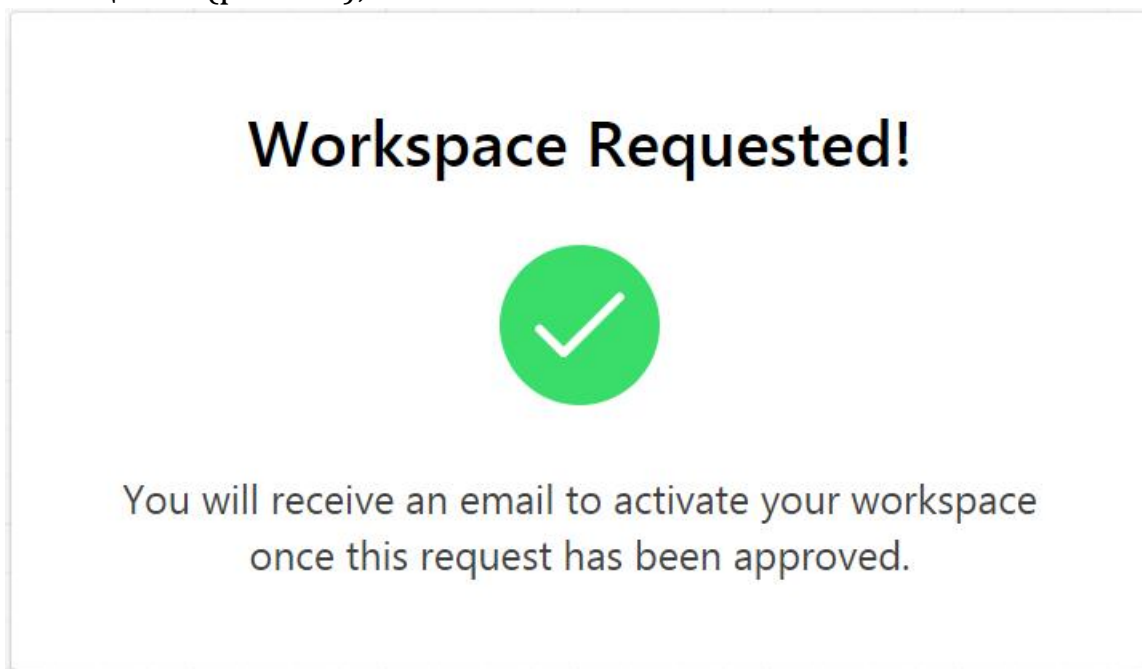 Workspace Requested!
You will receive an email to activate your workspace
once this request has been approved.